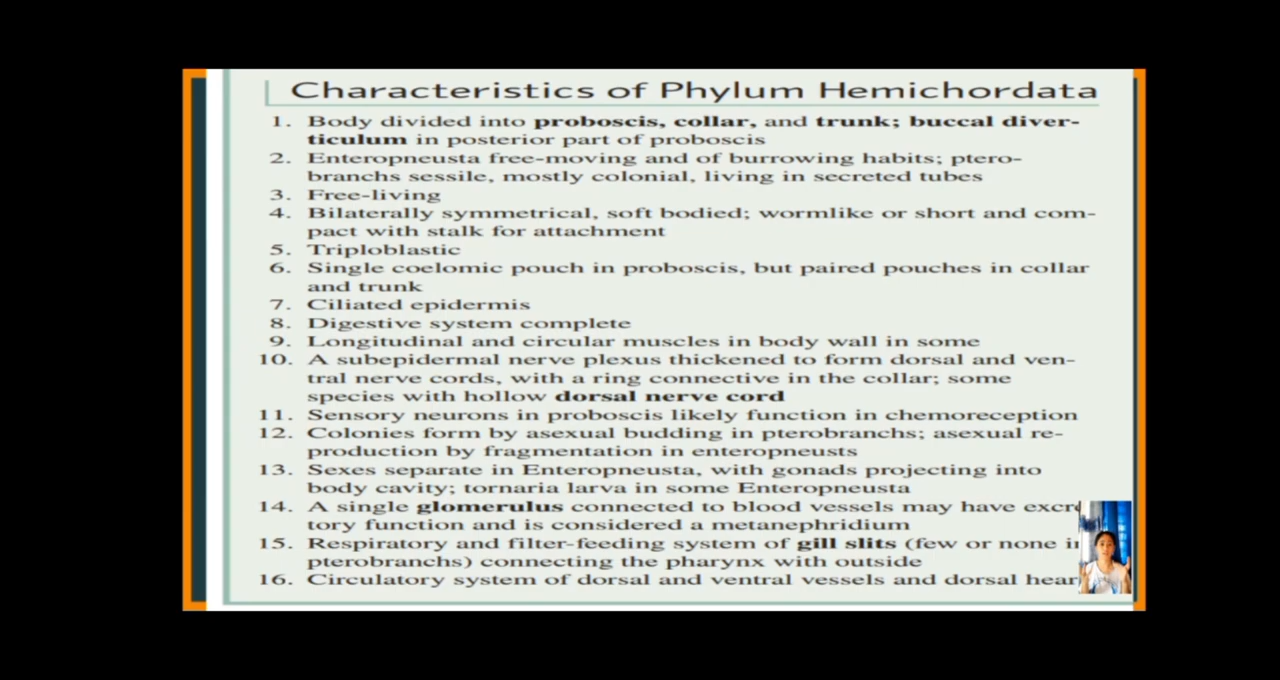 Characteristics of Phylum Hemichordata
1. Body divided into proboscis, collar, and trunk; buccal diver-
ticulum in posterior part of proboscis
2. Enteropneusta free-moving and of burrowing habits; ptero-
branchs sessile, mostly colonial, living in secreted tubes
3. Free-living
4. Bilaterally symmetrical, soft bodied; wormlike or short and com-
pact with stalk for attachment
5. Triploblastic
6. Single coelomic pouch in proboscis, but paired pouches in collar
and trunk
7. Ciliated epidermis
8. Digestive system complete
9. Longitudinal and circular muscles in body wall in some
10. A subepidermal nerve plexus thickened to form dorsal and ven-
tral nerve cords, with a ring connective in the collar; some
species with hollow dorsal nerve cord
11. Sensory neurons in proboscis likely function in chemoreception
12. Colonies form by asexual budding in pterobranchs; asexual re-
production by fragmentation in enteropneusts
13. Sexes separate in Enteropneusta, with gonads projecting into
body cavity; tornaria larva in some Enteropneusta
14. A single glomerulus connected to blood vessels may have excre
tory function and is considered a metanephridium
15. Respiratory and filter-feeding system of gill slits (few or none in
pterobranchs) connecting the pharynx with outside
16. Circulatory system of dorsal and ventral vessels and dorsal hear